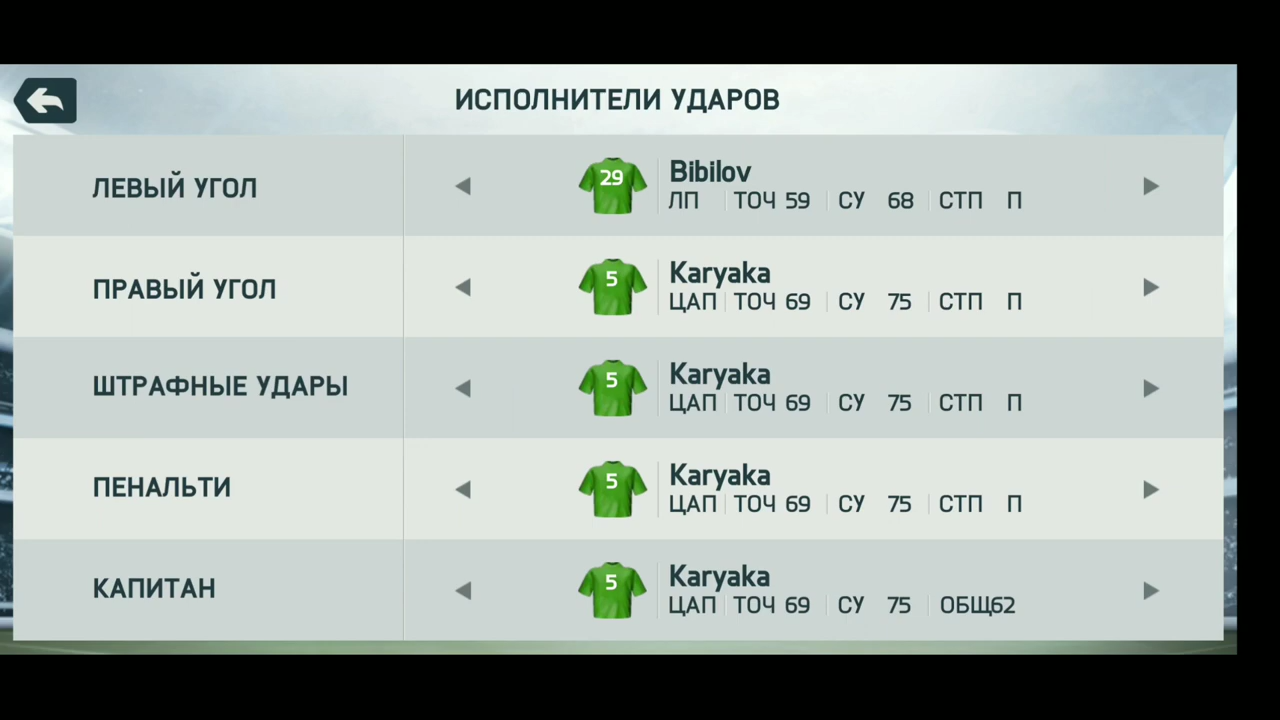 ИСПОЛНИТЕЛИ УДАРОВ
ЛЕВЫЙ УГОЛ
29
Bibilov
ЛП ТОЧ 59 СУ 68 СТП П
ПРАВЫЙ УГОЛ
5
Karyaka
ЦАП ТОЧ 69 СУ 75 СТП П
ШТРАФНЫЕ УДАРЫ
5
Karyaka
ЦАП ТОЧ 69 СУ 75 СТП П
ПЕНАЛЬТИ
5
Karyaka
ЦАП ТОЧ 69 СУ 75 СТП П
КАПИТАН
5
Karyaka
ЦАП ТОЧ 69 СУ 75 ОБЩ62